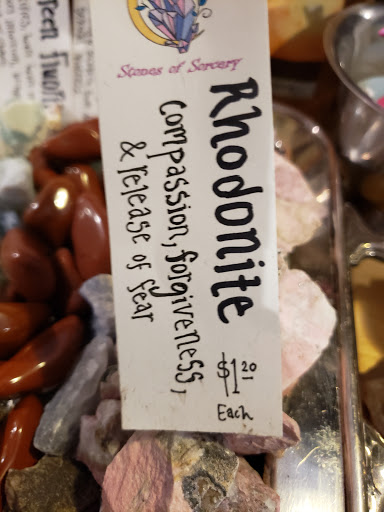 Stones of Sorcery
Rhodonite
compassion, forgiveness,
& release of fear
$1.20
Each